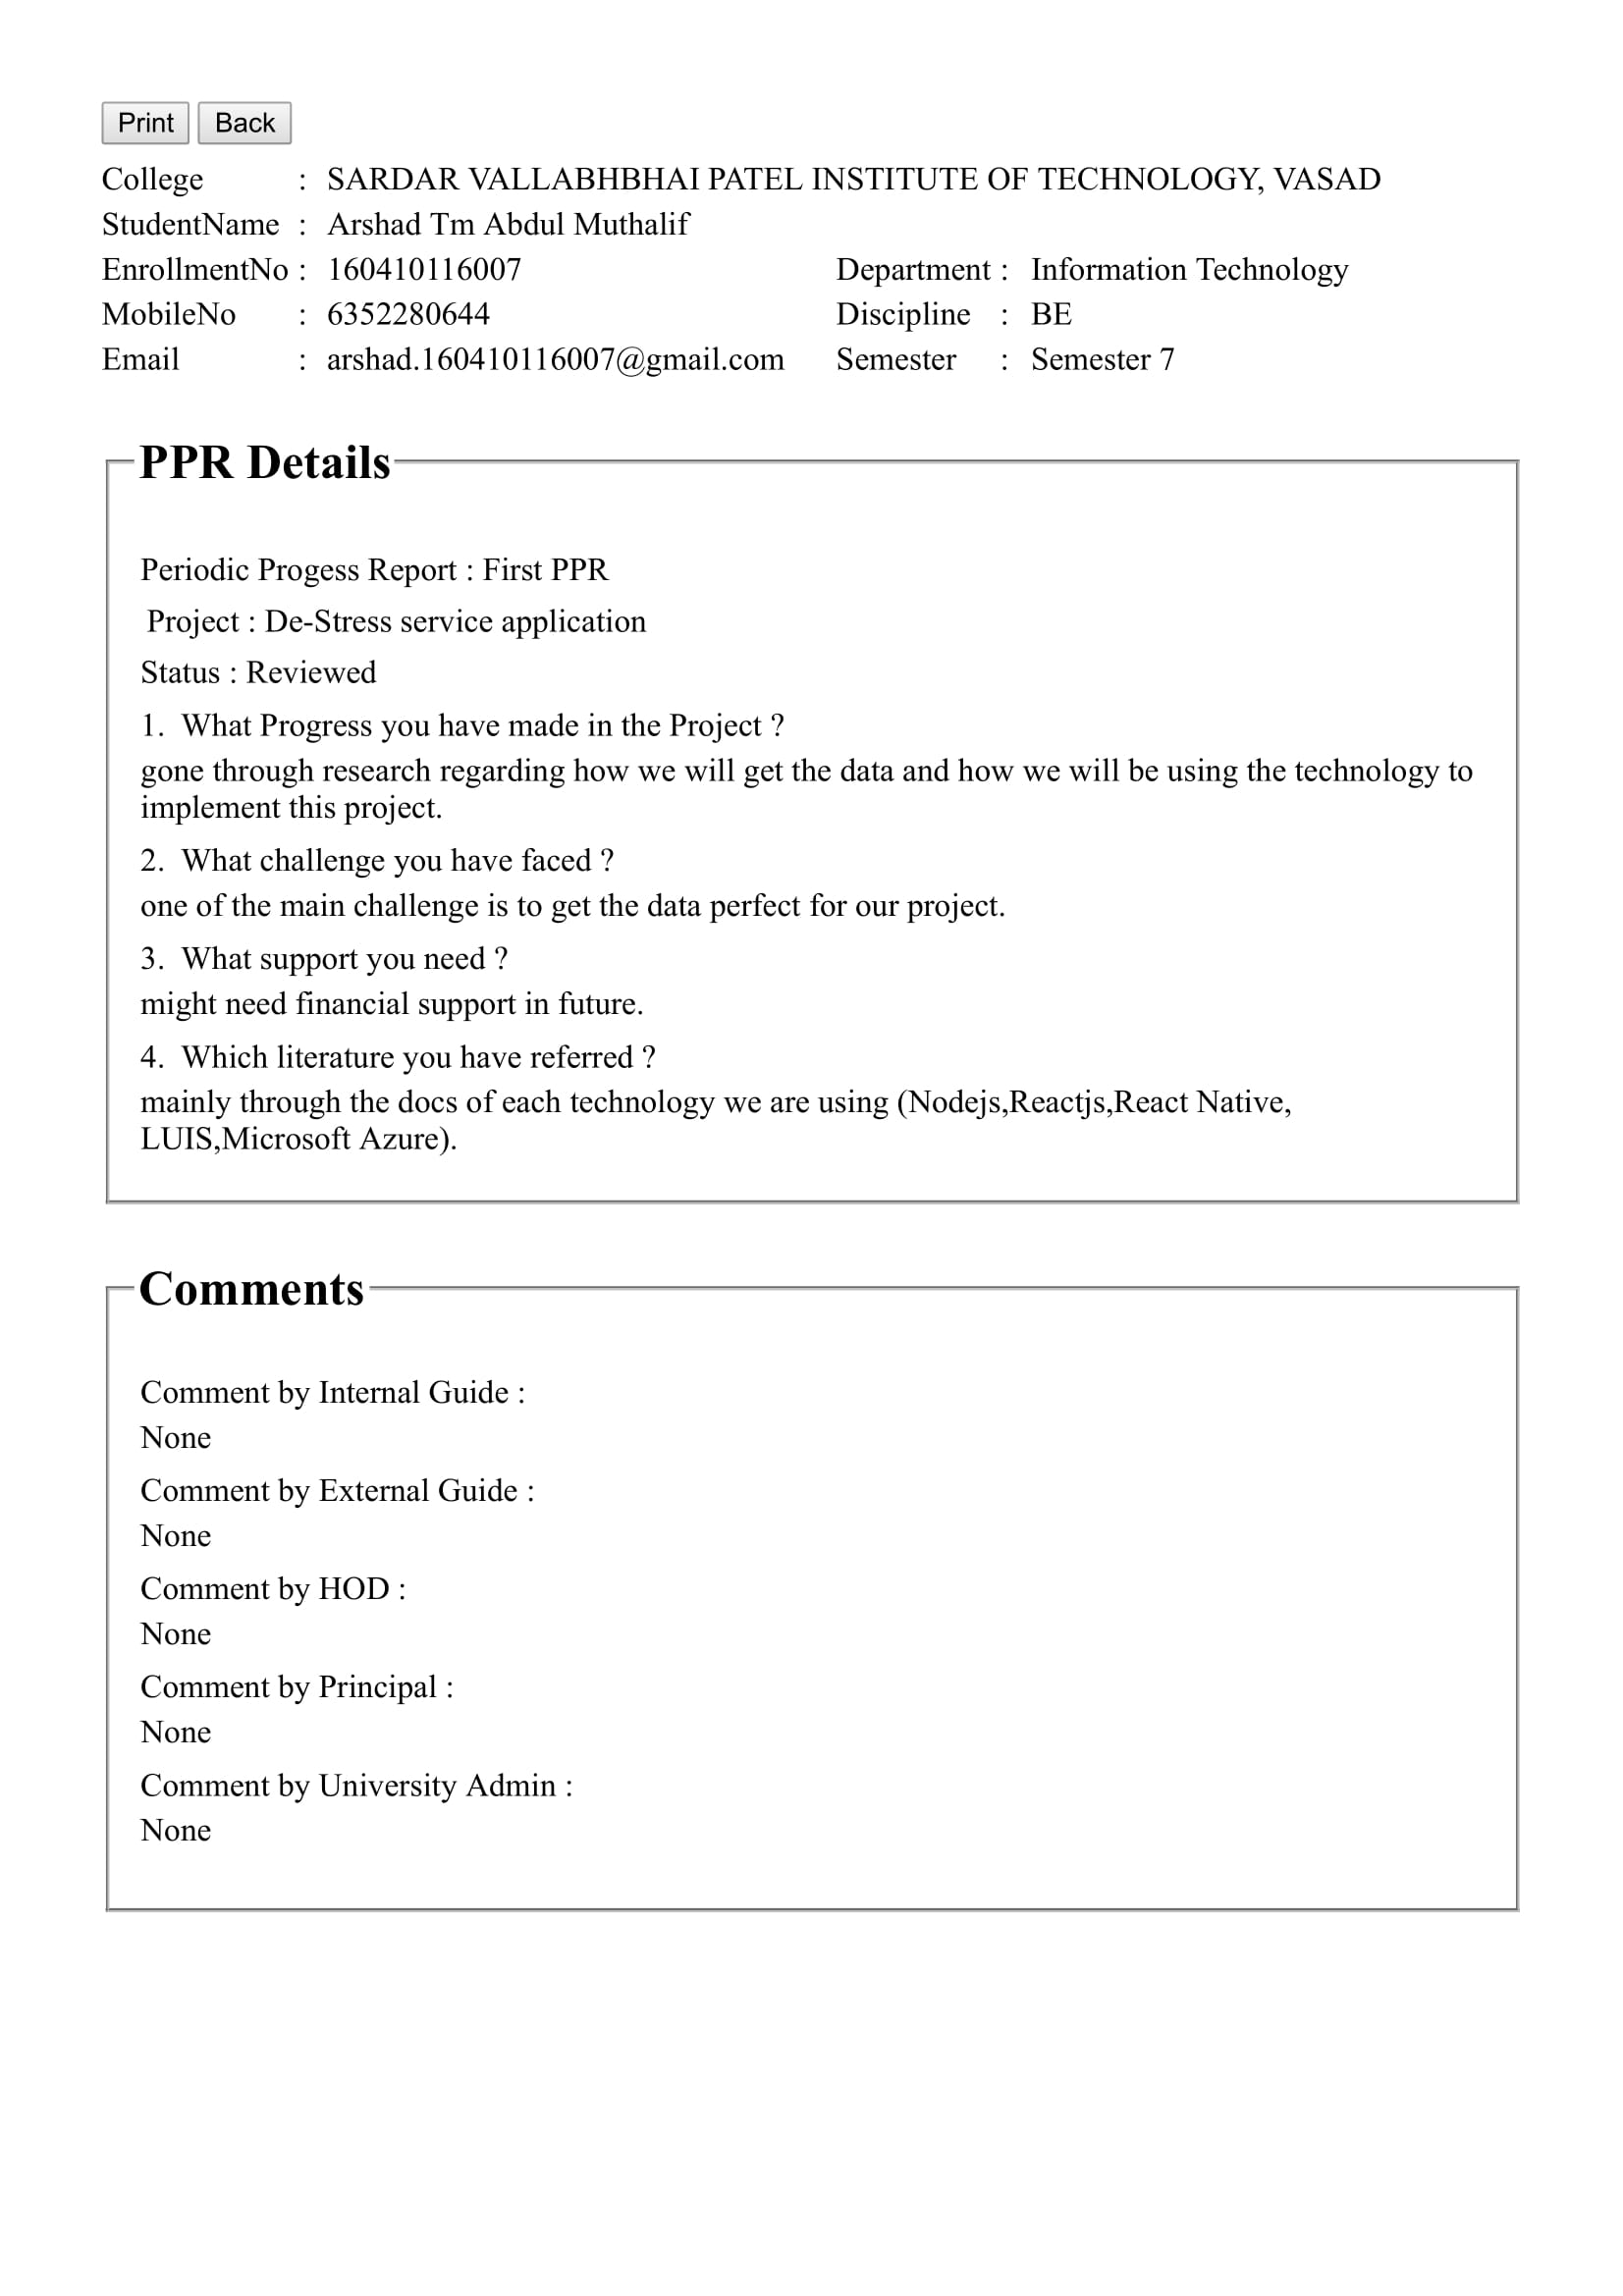 Print Back
College : SARDAR VALLABHBHAI PATEL INSTITUTE OF TECHNOLOGY, VASAD
StudentName : Arshad Tm Abdul Muthalif
EnrollmentNo : 160410116007 Department : Information Technology
MobileNo : 6352280644 Discipline : BE
Email : arshad.160410116007@gmail.com Semester : Semester 7
PPR Details
Periodic Progess Report : First PPR
Project : De-Stress service application
Status : Reviewed
1. What Progress you have made in the Project ?
gone through research regarding how we will get the data and how we will be using the technology to
implement this project.
2. What challenge you have faced ?
one of the main challenge is to get the data perfect for our project.
3. What support you need ?
might need financial support in future.
4. Which literature you have referred ?
mainly through the docs of each technology we are using (Nodejs,Reactjs,React Native,
LUIS,Microsoft Azure).
Comments
Comment by Internal Guide :
None
Comment by External Guide :
None
Comment by HOD :
None
Comment by Principal :
None
Comment by University Admin :
None